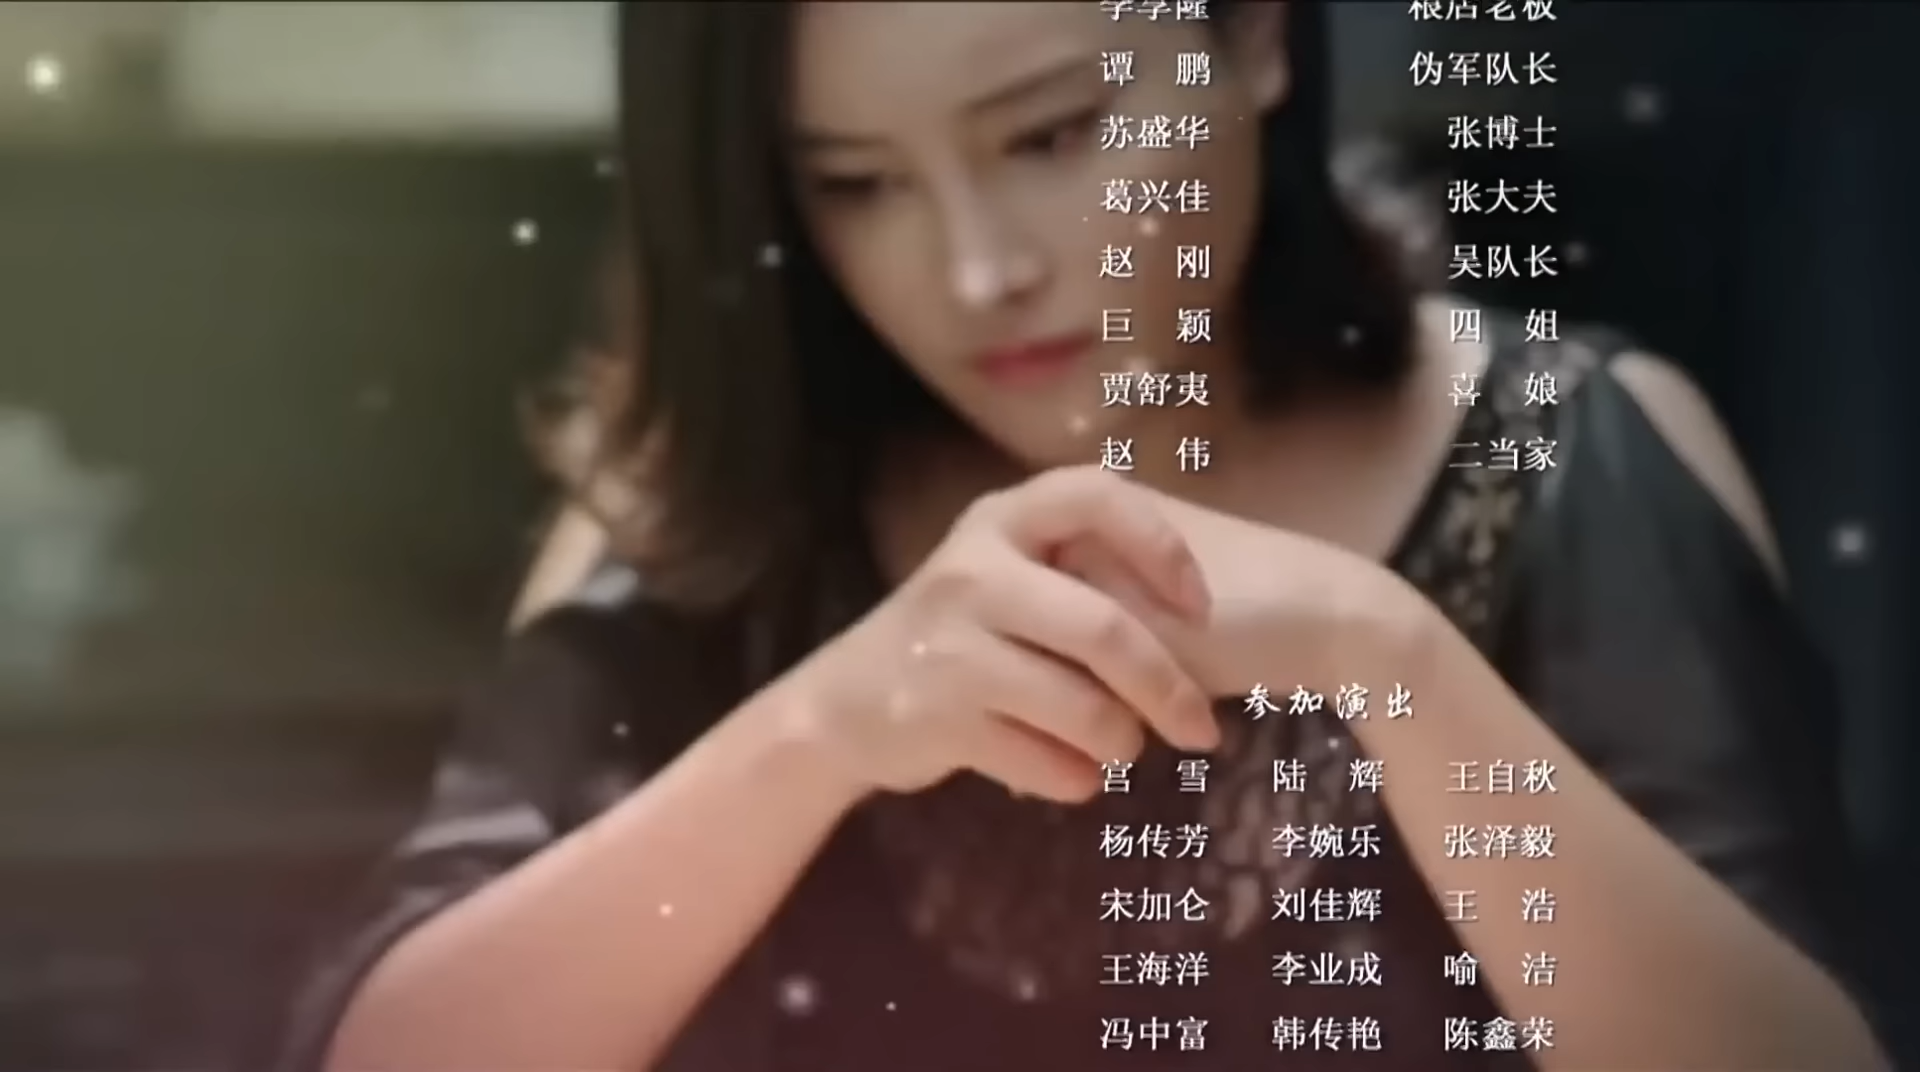 谭 鹏 伪军队长
苏盛华 张博士
葛兴佳 张大夫
赵 刚 吴队长
巨 颖 四 姐
贾舒夷 喜 娘
赵 伟 二当家
参加演出
宫 雪 陆 辉 王自秋
杨传芳 李婉乐 张泽毅
宋加仑 刘佳辉 王 浩
王海洋 李业成 喻 洁
冯中富 韩传艳 陈鑫荣